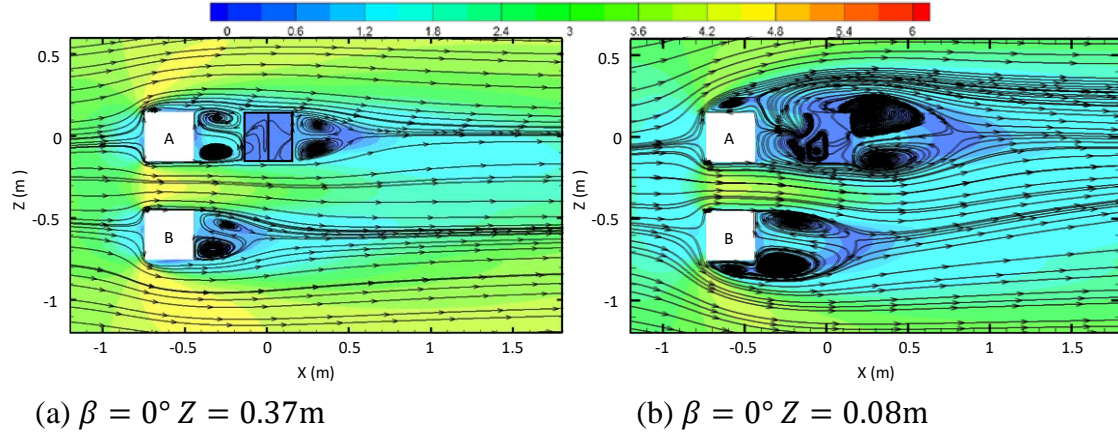 0 0.6 1.2 1.8 2.4 3 3.6 4.2 4.8 5.4 6
0.5
0
-0.5
-1
Z (m )
A
B
-1 -0.5 0 0.5 1 1.5
X (m)
0.5
0
-0.5
-1
Z (m )
A
B
-1 -0.5 0 0.5 1 1.5
X (m)
(a) β = 0° Z = 0.37m
(b) β = 0° Z = 0.08m